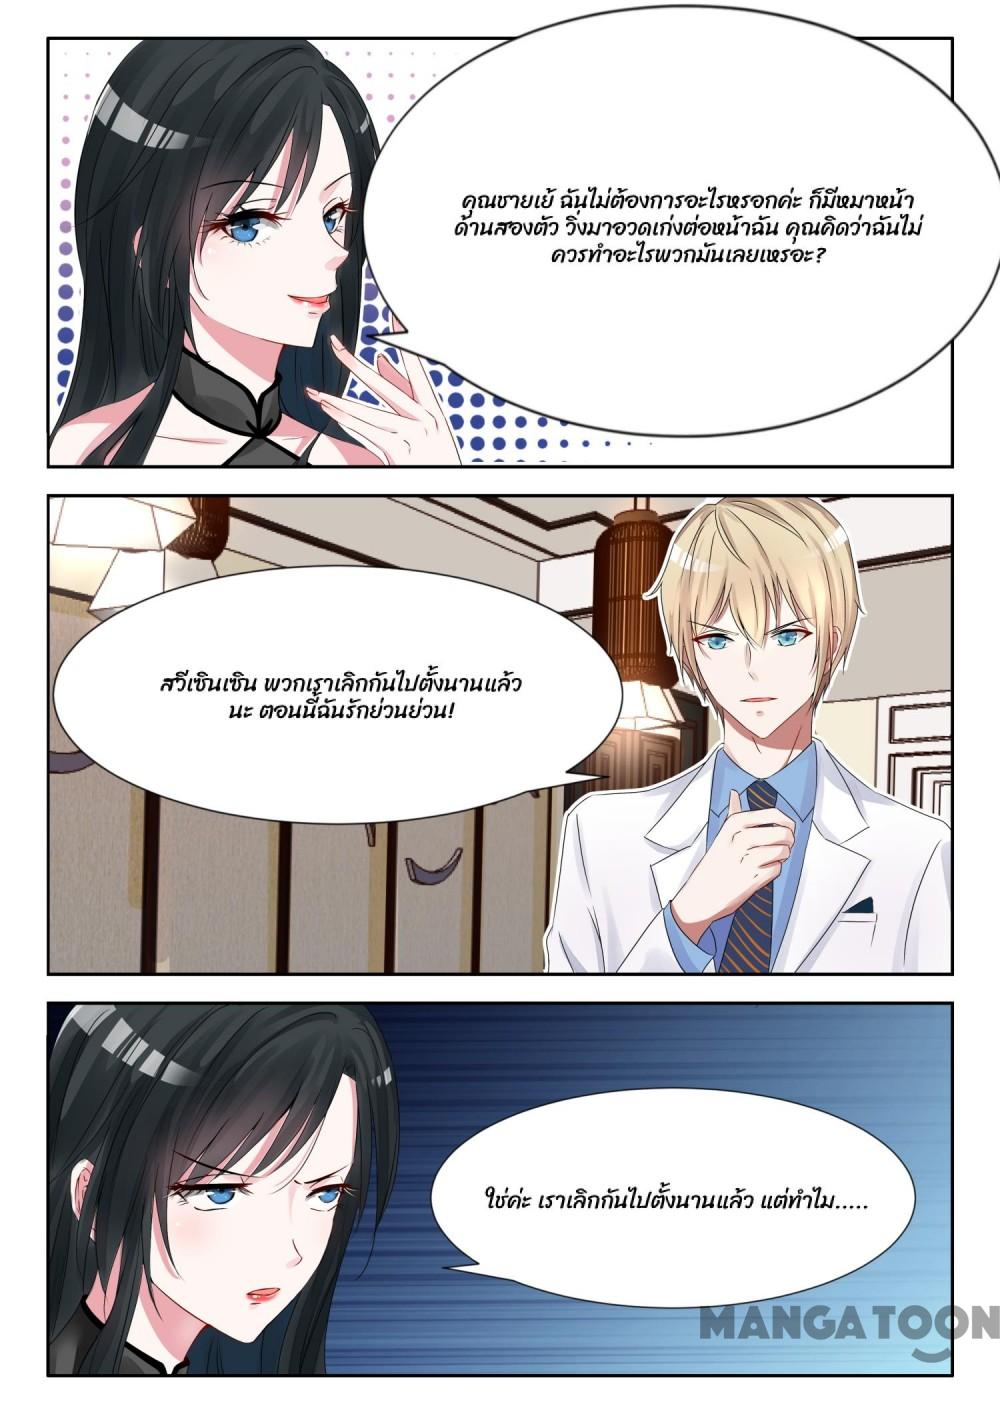 คุณชายเย้ ฉันไม่ต้องการอะไรหรอกค่ะ ก็มีหมาหน้า
ด้านสองตัว วิ่งมาอวดเก่งต่อหน้าฉัน คุณคิดว่าฉันไม่
ควรทำอะไรพวกมันเลยเหรอะ?
สวีเซินเซิน พวกเราเลิกกันไปตั้งนานแล้ว
นะ ตอนนี้ฉันรักย่วนย่วน!
ใช่ค่ะ เราเลิกกันไปตั้งนานแล้ว แต่ทำไม.....
MANGATOON